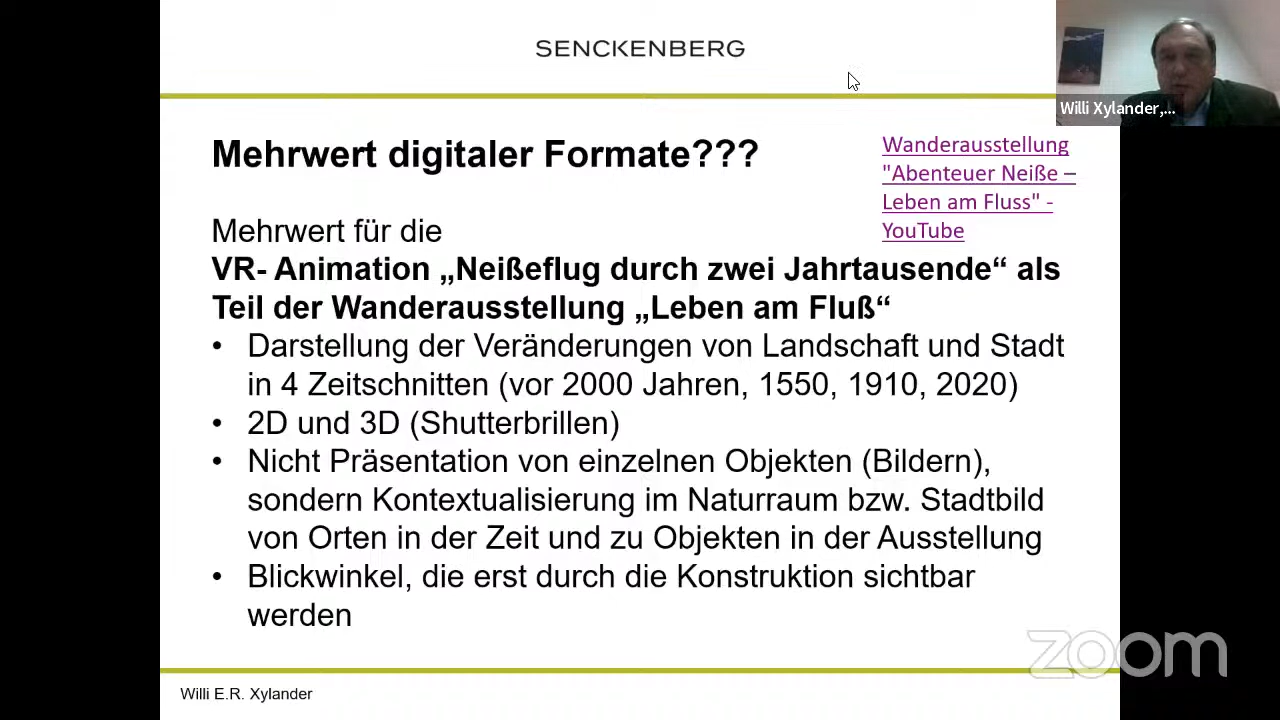 SENCKENBERG
Willi Xylander,...
Mehrwert digitaler Formate???
Wanderausstellung
"Abenteuer Neiße –
Leben am Fluss" -
YouTube
Mehrwert für die
VR- Animation „Neißeflug durch zwei Jahrtausende“ als
Teil der Wanderausstellung „Leben am Fluß“
• Darstellung der Veränderungen von Landschaft und Stadt
in 4 Zeitschnitten (vor 2000 Jahren, 1550, 1910, 2020)
• 2D und 3D (Shutterbrillen)
• Nicht Präsentation von einzelnen Objekten (Bildern),
sondern Kontextualisierung im Naturraum bzw. Stadtbild
von Orten in der Zeit und zu Objekten in der Ausstellung
• Blickwinkel, die erst durch die Konstruktion sichtbar
werden
zoom
Willi E.R. Xylander